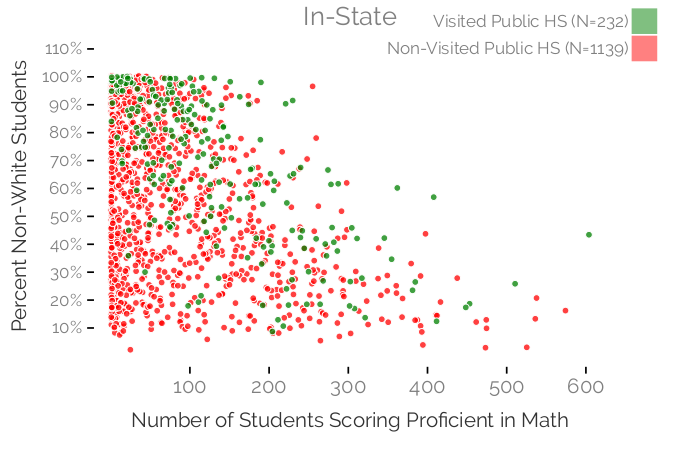 In-State
Visited Public HS (N=232)
Non-Visited Public HS (N=1139)
Percent Non-White Students
110%
100%
90%
80%
70%
60%
50%
40%
30%
20%
10%
100 200 300 400 500 600
Number of Students Scoring Proficient in Math